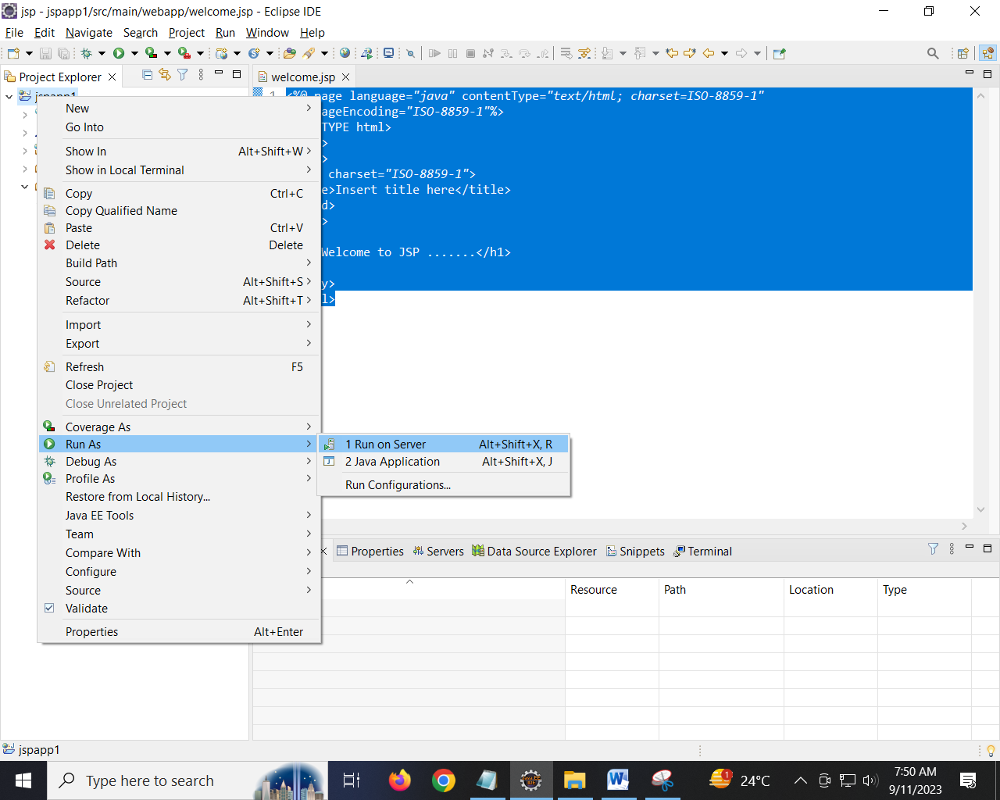 jsp - jspapp1/src/main/webapp/welcome.jsp - Eclipse IDE
File Edit Navigate Search Project Run Window Help
Project Explorer
welcome.jsp
jspapp1
1 <%@ page language="java" contentType="text/html; charset=ISO-8859-1"
ageEncoding="ISO-8859-1"%>
TYPE html>
>
>
charset="ISO-8859-1">
e>Insert title here</title>
d>
>
Welcome to JSP .......</h1>
y>
l>
New
Go Into
Show In Alt+Shift+W
Show in Local Terminal
Copy Ctrl+C
Copy Qualified Name
Paste Ctrl+V
Delete Delete
Build Path
Source Alt+Shift+S
Refactor Alt+Shift+T
Import
Export
Refresh F5
Close Project
Close Unrelated Project
Coverage As
Run As
Debug As
Profile As
Restore from Local History...
Java EE Tools
Team
Compare With
Configure
Source
Validate
Properties Alt+Enter
1 Run on Server Alt+Shift+X, R
2 Java Application Alt+Shift+X, J
Run Configurations...
Properties Servers Data Source Explorer Snippets Terminal
Resource Path Location Type
jspapp1
Type here to search
1
24°C
7:50 AM
9/11/2023